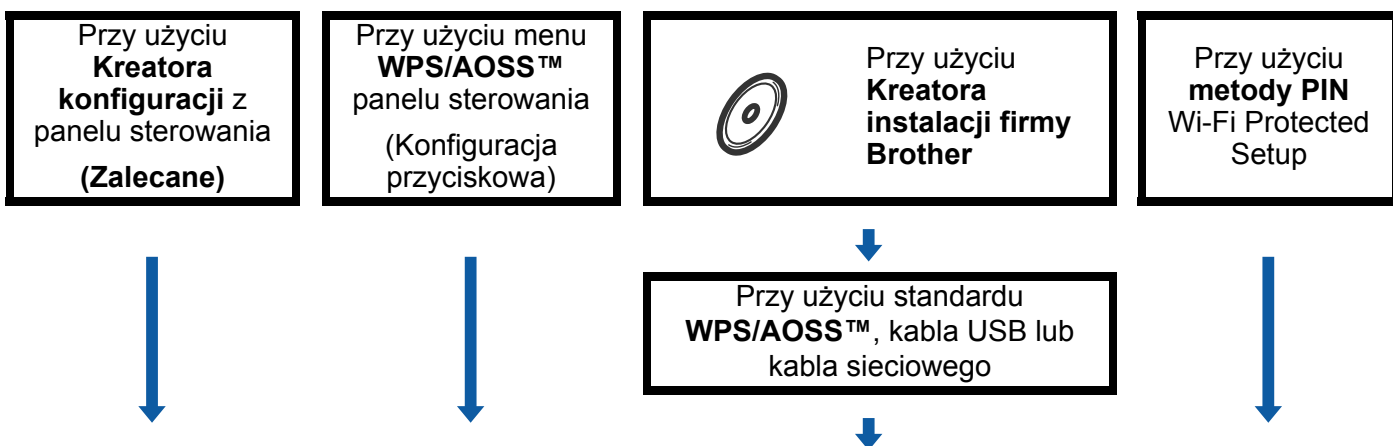 Przy użyciu
Kreatora
konfiguracji z
panelu sterowania
(Zalecane)
Przy użyciu menu
WPS/AOSS™
panelu sterowania
(Konfiguracja
przyciskowa)
Przy użyciu
Kreatora
instalacji firmy
Brother
Przy użyciu
metody PIN
Wi-Fi Protected
Setup
Przy użyciu standardu
WPS/AOSS™, kabla USB lub
kabla sieciowego